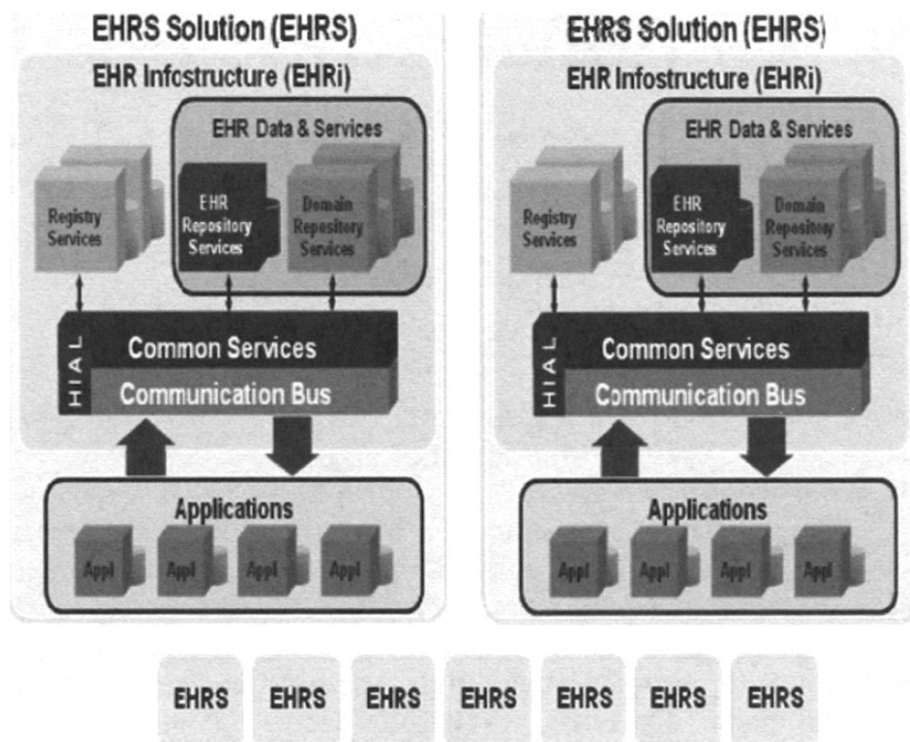 EHRS Solution (EHRS)
EHR Infostructure (EHRi)
EHR Data & Services
Registry
Services
EHR
Repository
Services
Domain
Repository
Services
HIAL
Common Services
Communication Bus
Applications
Appl
Appl
Appl
Appl
EHRS Solution (EHRS)
EHR Infostructure (EHRi)
EHR Data & Services
Registry
Services
EHR
Repository
Services
Domain
Repository
Services
HIAL
Common Services
Communication Bus
Applications
Appl
Appl
Appl
Appl
EHRS EHRS EHRS EHRS EHRS EHRS EHRS